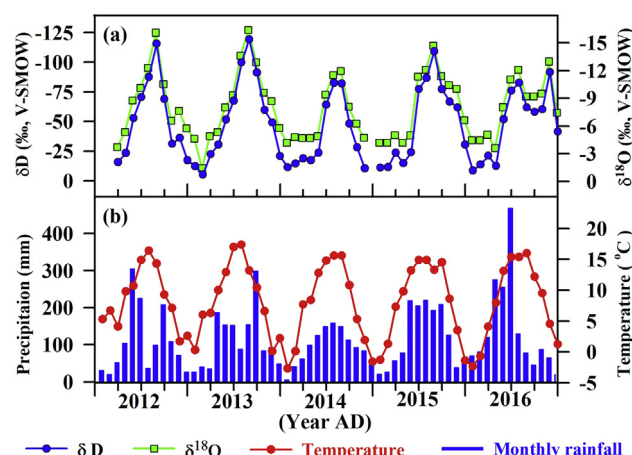 (a)
δD (‰, V-SMOW)
-125
-100
-75
-50
-25
0
-15
-12
-9
-6
-3
0
δ¹⁸O (‰, V-SMOW)
(b)
Precipitaion (mm)
400
300
200
100
0
20
15
10
5
0
-5
Temperature (°C)
2012 2013 2014 2015 2016
(Year AD)
δ D δ¹⁸O Temperature Monthly rainfall